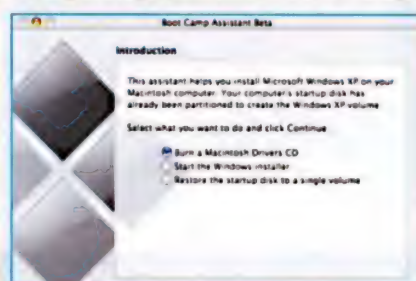 Boot Camp Assistant Beta
Introduction
This assistant helps you install Microsoft Windows XP on your
Macintosh computer. Your computer's startup disk has
already been partitioned to create the Windows XP volume.
Select what you want to do and click Continue
Burn a Macintosh Drivers CD
Start the Windows installer
Restore the startup disk to a single volume